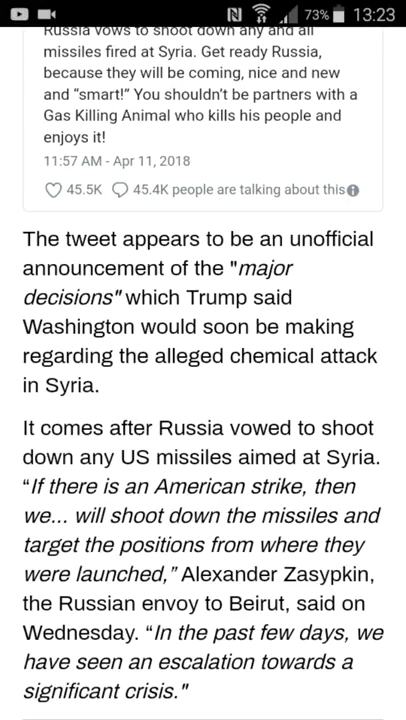 73% 13:23
Russia vows to shoot down any and all
missiles fired at Syria. Get ready Russia,
because they will be coming, nice and new
and “smart!” You shouldn’t be partners with a
Gas Killing Animal who kills his people and
enjoys it!
11:57 AM - Apr 11, 2018
45.5K 45.4K people are talking about this
The tweet appears to be an unofficial
announcement of the "major
decisions" which Trump said
Washington would soon be making
regarding the alleged chemical attack
in Syria.
It comes after Russia vowed to shoot
down any US missiles aimed at Syria.
“If there is an American strike, then
we... will shoot down the missiles and
target the positions from where they
were launched,” Alexander Zasypkin,
the Russian envoy to Beirut, said on
Wednesday. “In the past few days, we
have seen an escalation towards a
significant crisis."